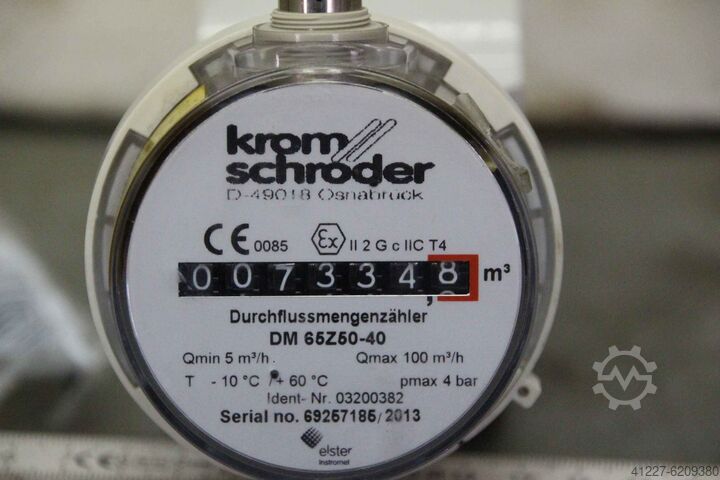 krom
schroder
D-49018 Osnabrück
CE 0085 Ex II 2 G c IIC T4
0073348 m³
,
Durchflussmengenzähler
DM 65Z50-40
Qmin 5 m³/h. Qmax 100 m³/h
T - 10 °C /+ 60 °C pmax 4 bar
Ident- Nr. 03200382
Serial no. 69257185/2013
elster
Instromet
41227-6209380